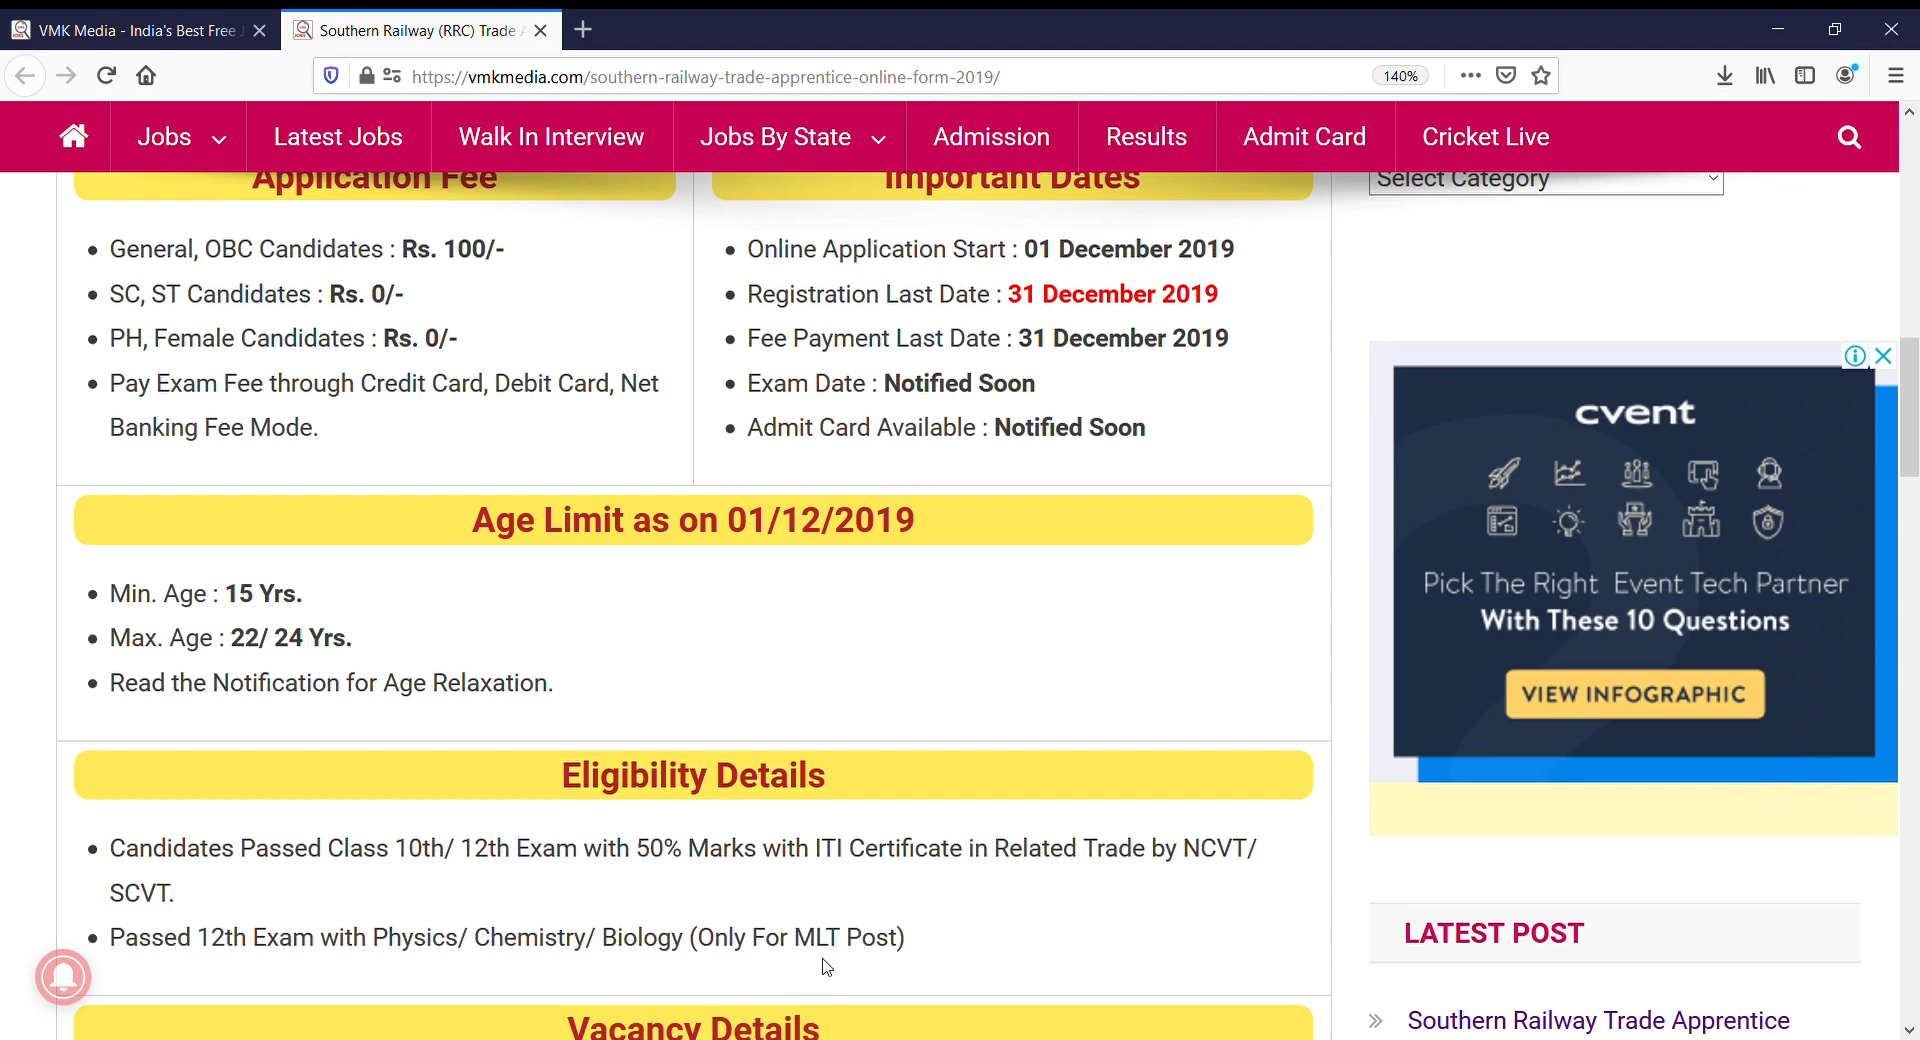 VMK Media - India's Best Free J
Southern Railway (RRC) Trade A
https://vmkmedia.com/southern-railway-trade-apprentice-online-form-2019/
140%
Jobs
Latest Jobs
Walk In Interview
Jobs By State
Admission
Results
Admit Card
Cricket Live
Application Fee
Important Dates
Select Category
General, OBC Candidates : Rs. 100/-
SC, ST Candidates : Rs. 0/-
PH, Female Candidates : Rs. 0/-
Pay Exam Fee through Credit Card, Debit Card, Net
Banking Fee Mode.
Online Application Start : 01 December 2019
Registration Last Date : 31 December 2019
Fee Payment Last Date : 31 December 2019
Exam Date : Notified Soon
Admit Card Available : Notified Soon
Age Limit as on 01/12/2019
Min. Age : 15 Yrs.
Max. Age : 22/ 24 Yrs.
Read the Notification for Age Relaxation.
Eligibility Details
Candidates Passed Class 10th/ 12th Exam with 50% Marks with ITI Certificate in Related Trade by NCVT/
SCVT.
Passed 12th Exam with Physics/ Chemistry/ Biology (Only For MLT Post)
Vacancy Details
cvent
Pick The Right Event Tech Partner
With These 10 Questions
VIEW INFOGRAPHIC
LATEST POST
Southern Railway Trade Apprentice